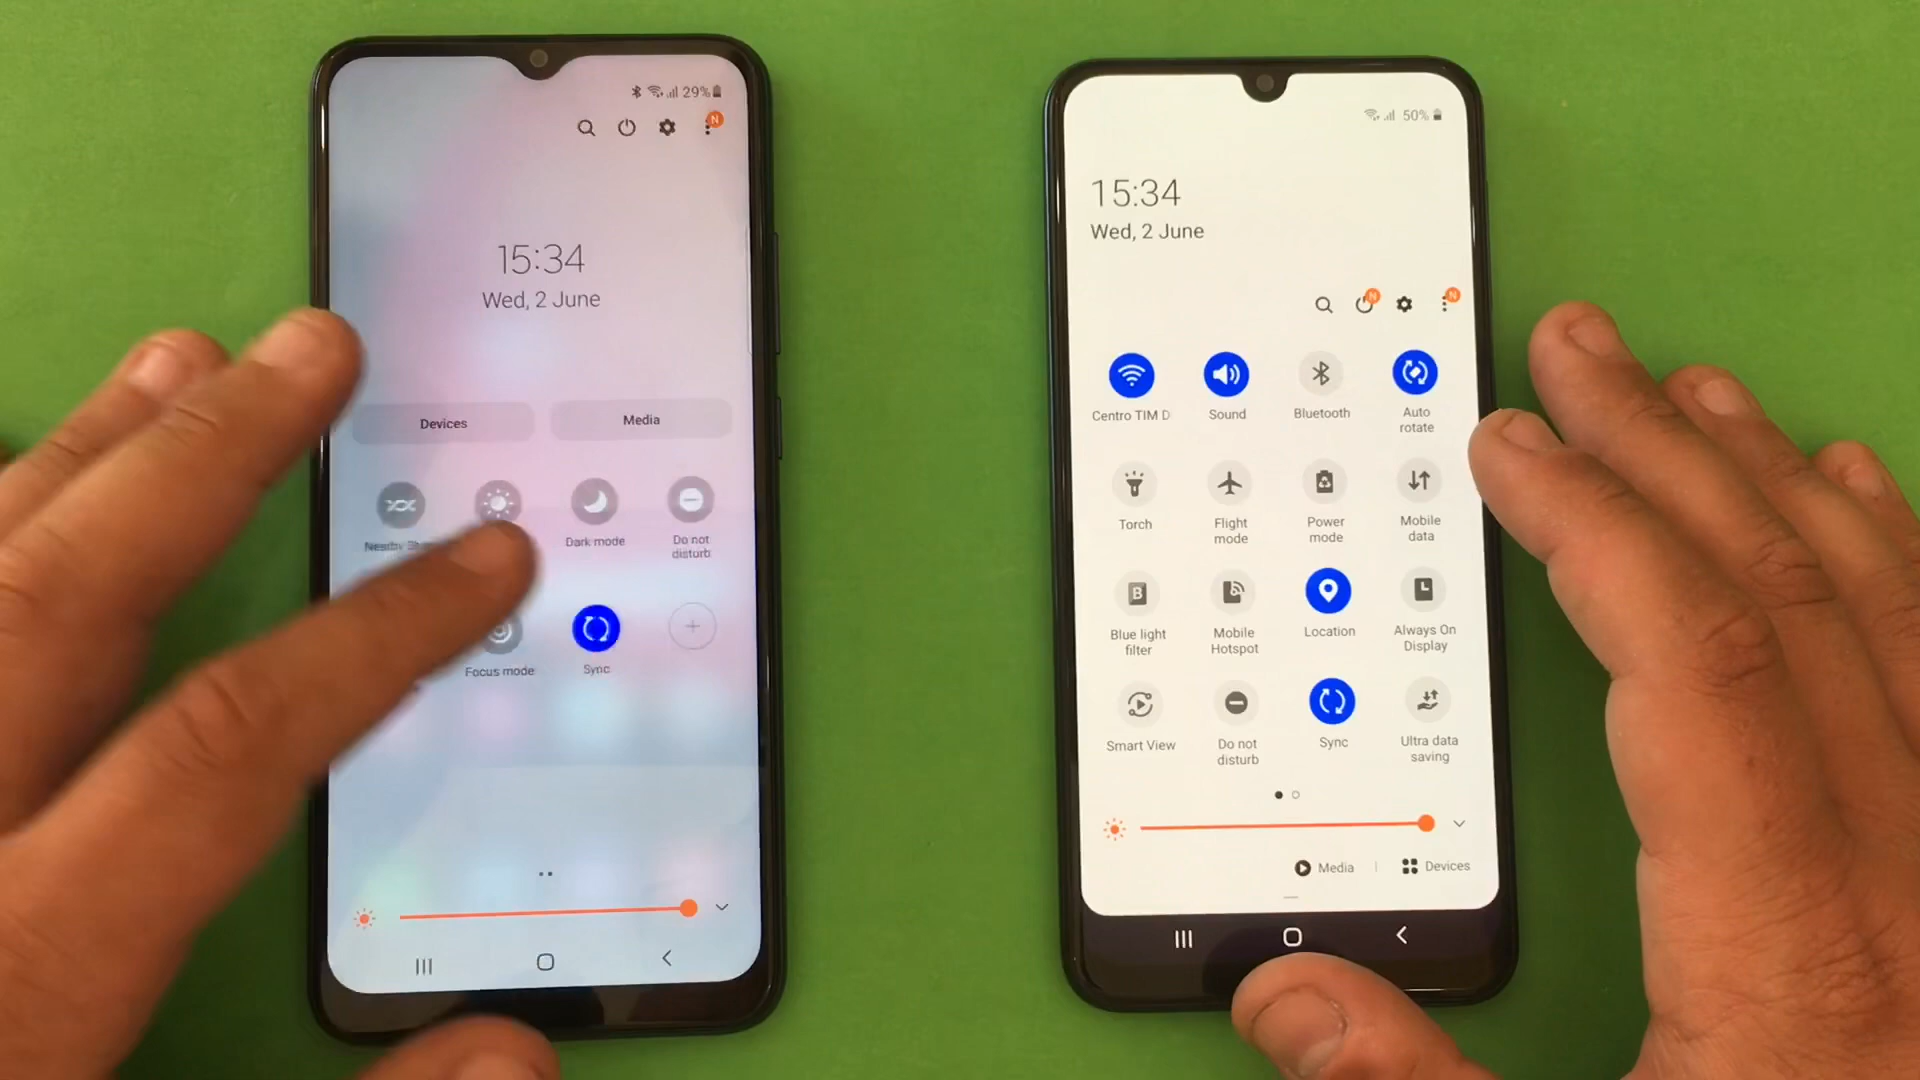 29%
N
15:34
Wed, 2 June
Devices
Media
Nearby
Dark mode
Do not
disturb
Focus mode
Sync
50%
15:34
Wed, 2 June
N
N
Centro TIM D
Sound
Bluetooth
Auto
rotate
Torch
Flight
mode
Power
mode
Mobile
data
B
Blue light
filter
Mobile
Hotspot
Location
Always On
Display
Smart View
Do not
disturb
Sync
Ultra data
saving
Media
Devices